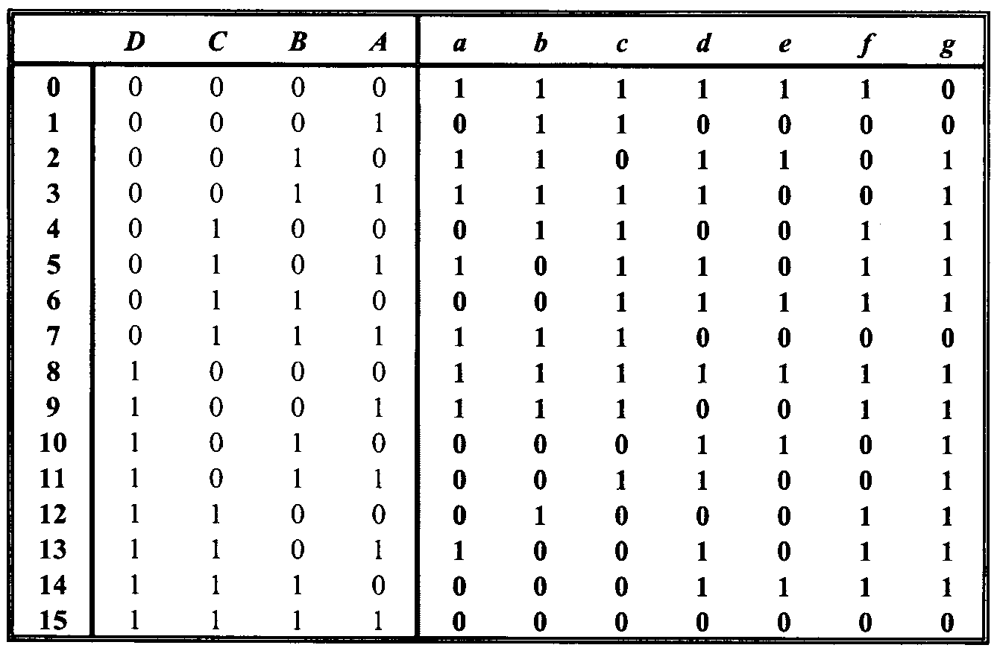 D C B A a b c d e f g
0 0 0 0 0 1 1 1 1 1 1 0
1 0 0 0 1 0 1 1 0 0 0 0
2 0 0 1 0 1 1 0 1 1 0 1
3 0 0 1 1 1 1 1 1 0 0 1
4 0 1 0 0 0 1 1 0 0 1 1
5 0 1 0 1 1 0 1 1 0 1 1
6 0 1 1 0 0 0 1 1 1 1 1
7 0 1 1 1 1 1 1 0 0 0 0
8 1 0 0 0 1 1 1 1 1 1 1
9 1 0 0 1 1 1 1 0 0 1 1
10 1 0 1 0 0 0 0 1 1 0 1
11 1 0 1 1 0 0 1 1 0 0 1
12 1 1 0 0 0 1 0 0 0 1 1
13 1 1 0 1 1 0 0 1 0 1 1
14 1 1 1 0 0 0 0 1 1 1 1
15 1 1 1 1 0 0 0 0 0 0 0